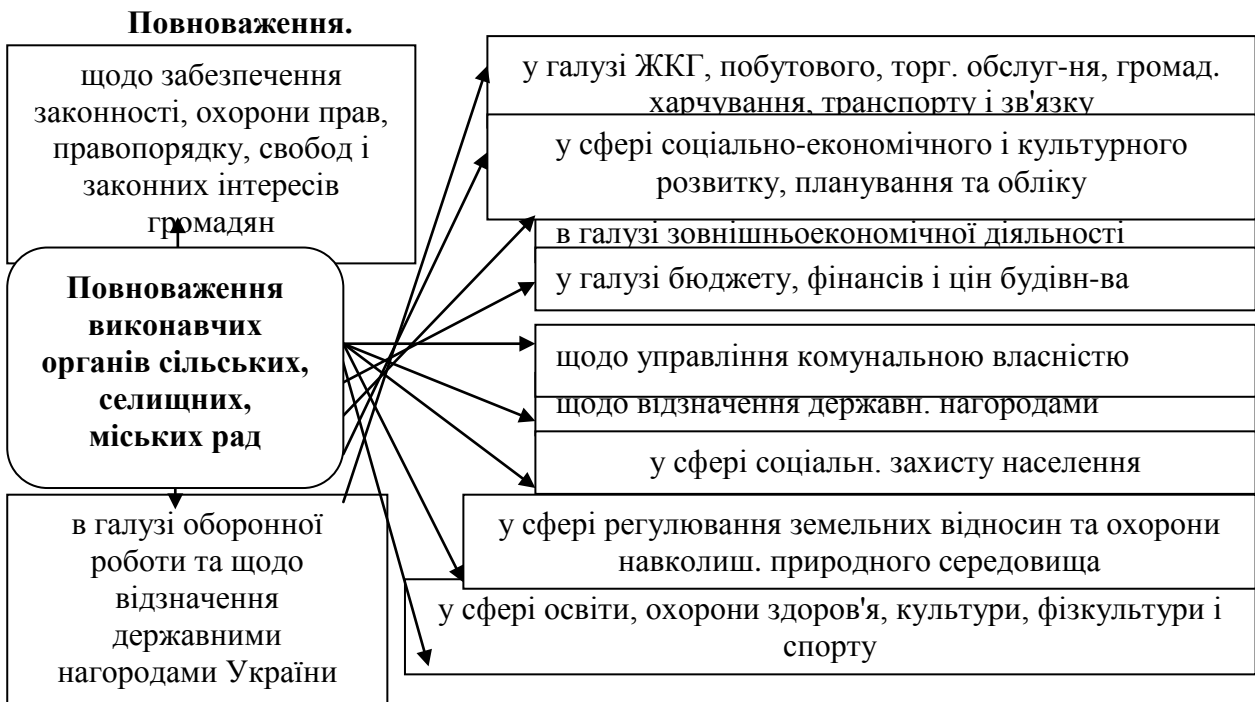 Повноваження.
щодо забезпечення
законності, охорони прав,
правопорядку, свобод і
законних інтересів
громадян
Повноваження
виконавчих
органів сільських,
селищних,
міських рад
в галузі оборонної
роботи та щодо
відзначення
державними
нагородами України
у галузі ЖКГ, побутового, торг. обслуг-ня, громад.
харчування, транспорту і зв'язку
у сфері соціально-економічного і культурного
розвитку, планування та обліку
в галузі зовнішньоекономічної діяльності
у галузі бюджету, фінансів і цін будівн-ва
щодо управління комунальною власністю
щодо відзначення державн. нагородами
у сфері соціальн. захисту населення
у сфері регулювання земельних відносин та охорони
навколиш. природного середовища
у сфері освіти, охорони здоров'я, культури, фізкультури і
спорту